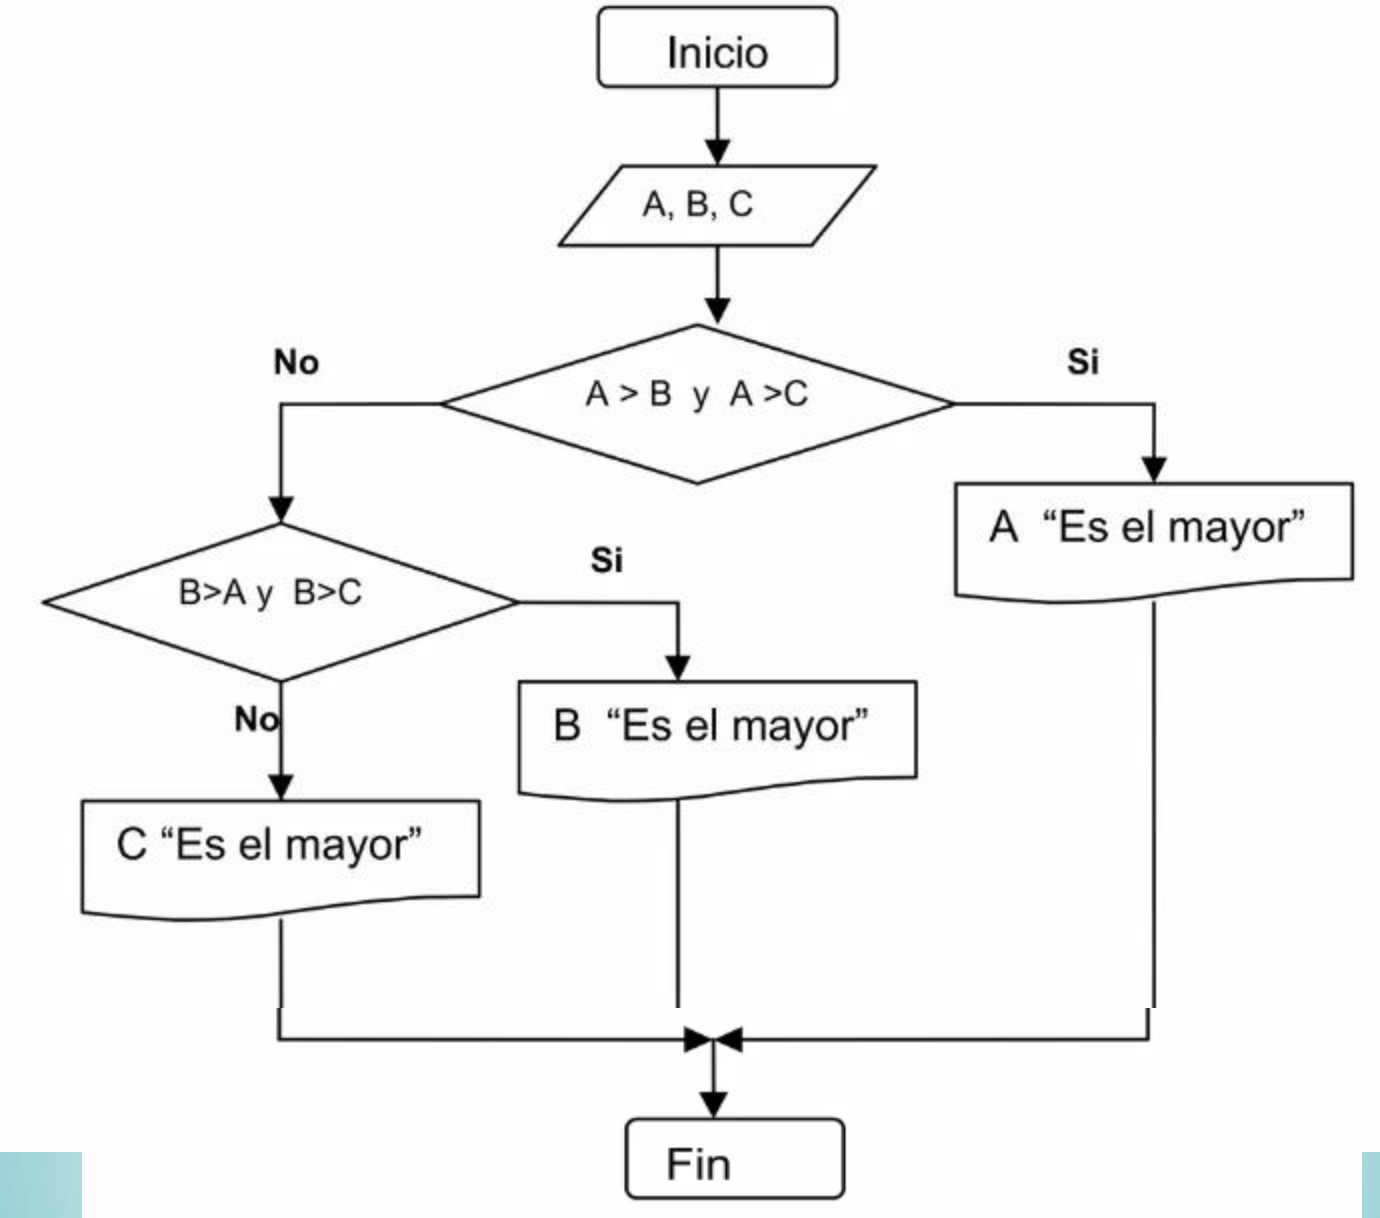 Inicio
A, B, C
No
Si
A > B y A >C
A “Es el mayor”
Si
B>A y B>C
No
B “Es el mayor”
C “Es el mayor”
Fin